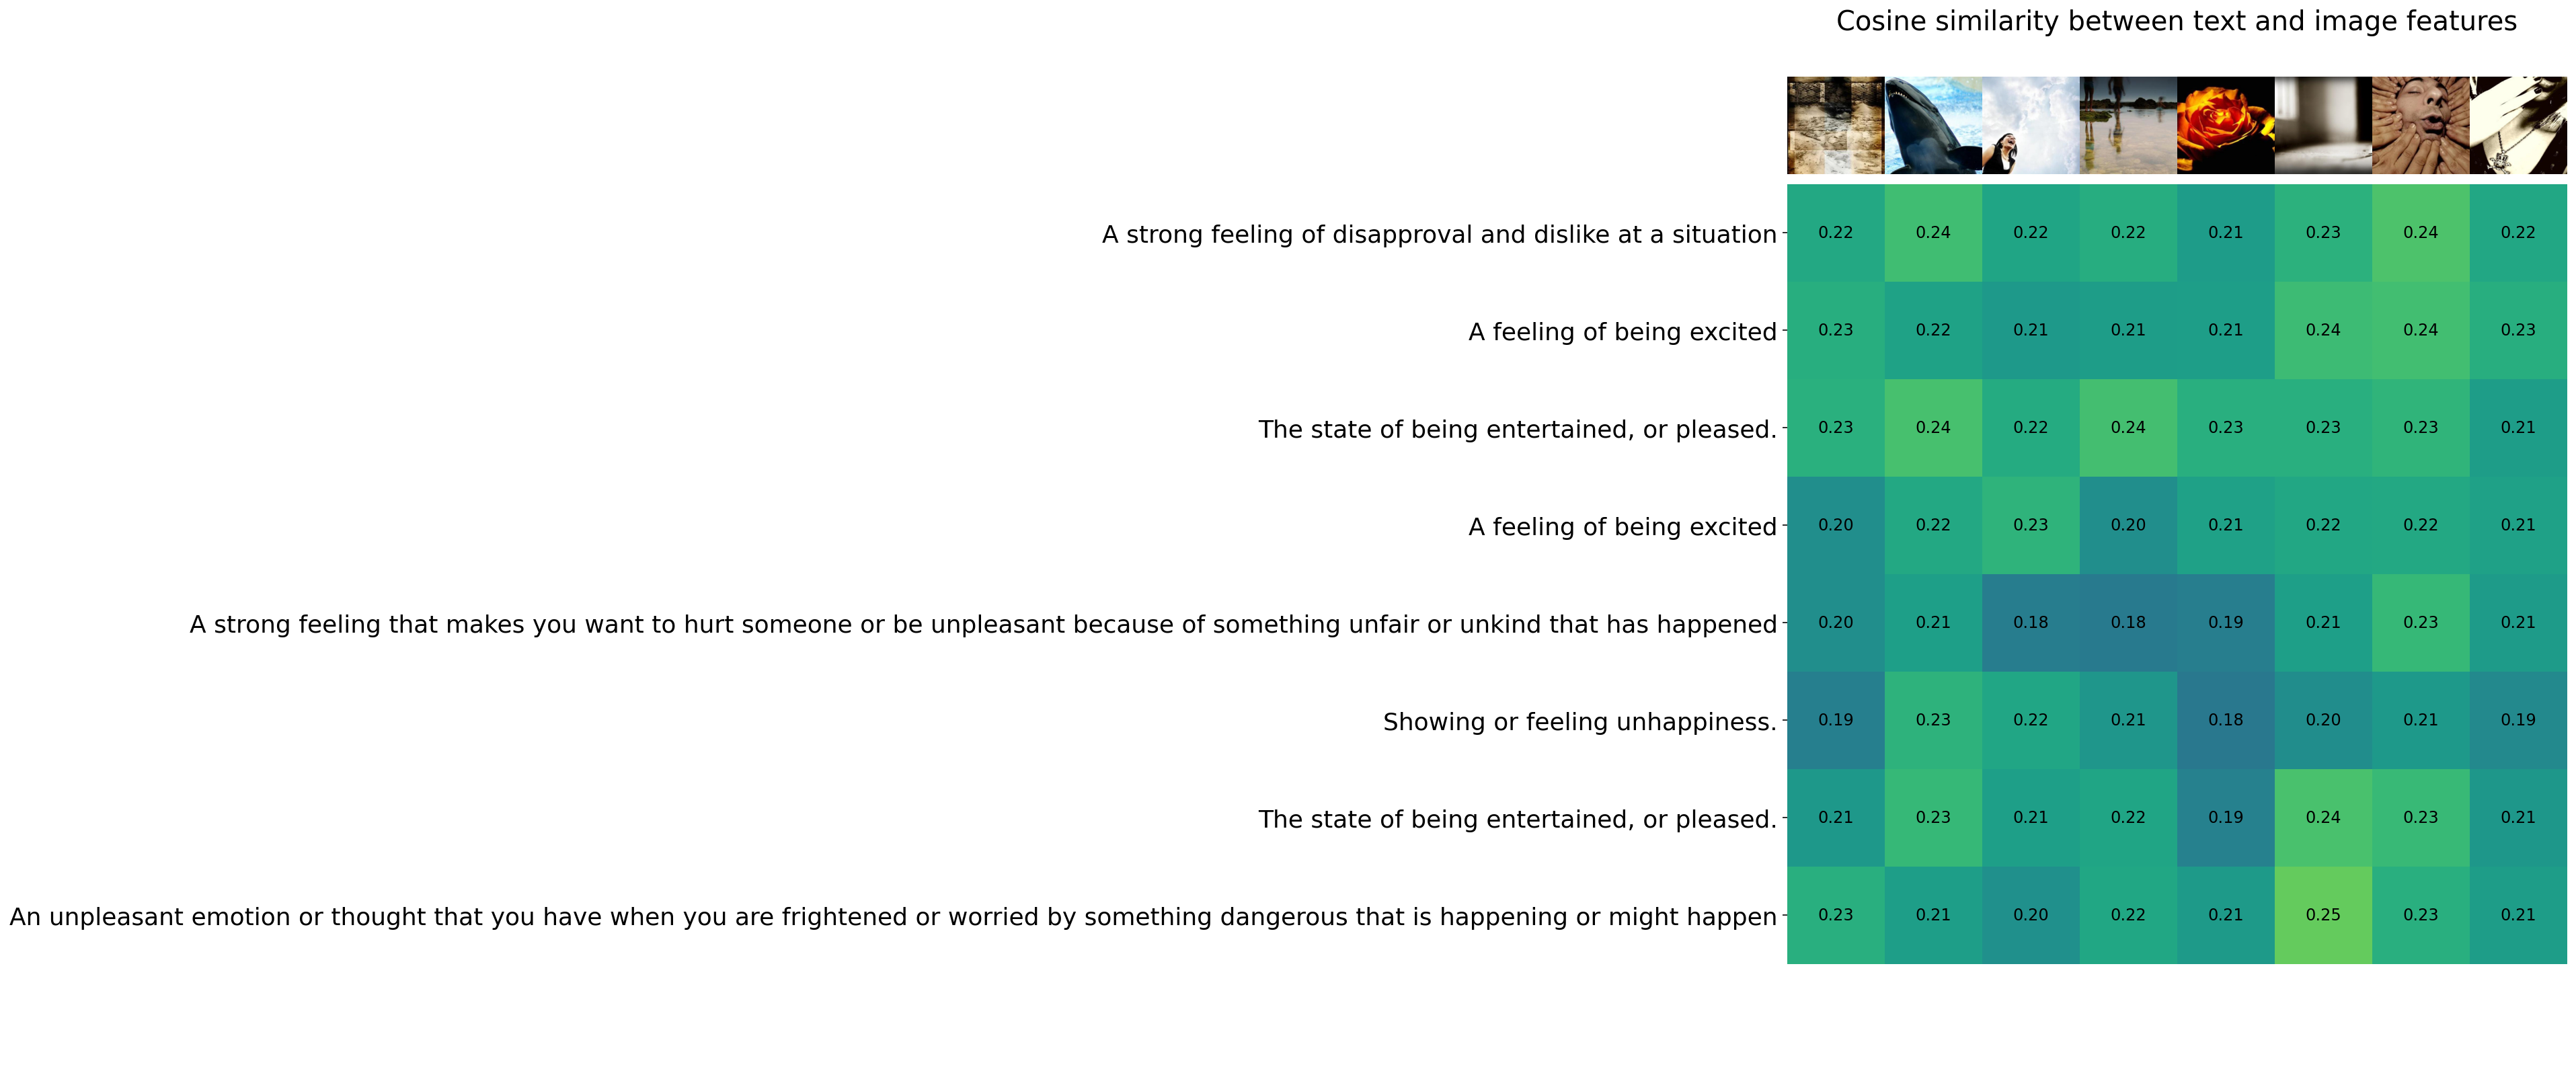 Cosine similarity between text and image features
A strong feeling of disapproval and dislike at a situation 0.22 0.24 0.22 0.22 0.21 0.23 0.24 0.22
A feeling of being excited 0.23 0.22 0.21 0.21 0.21 0.24 0.24 0.23
The state of being entertained, or pleased. 0.23 0.24 0.22 0.24 0.23 0.23 0.23 0.21
A feeling of being excited 0.20 0.22 0.23 0.20 0.21 0.22 0.22 0.21
A strong feeling that makes you want to hurt someone or be unpleasant because of something unfair or unkind that has happened 0.20 0.21 0.18 0.18 0.19 0.21 0.23 0.21
Showing or feeling unhappiness. 0.19 0.23 0.22 0.21 0.18 0.20 0.21 0.19
The state of being entertained, or pleased. 0.21 0.23 0.21 0.22 0.19 0.24 0.23 0.21
An unpleasant emotion or thought that you have when you are frightened or worried by something dangerous that is happening or might happen 0.23 0.21 0.20 0.22 0.21 0.25 0.23 0.21